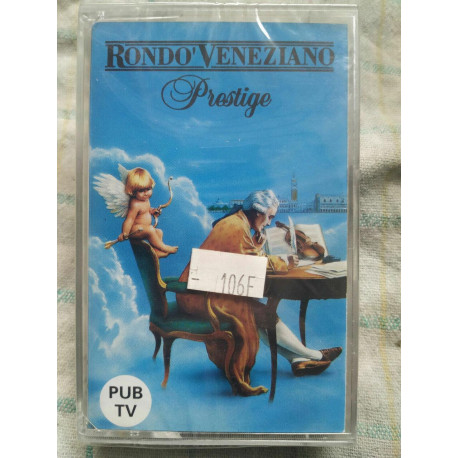 RONDO' VENEZIANO
Prestige
106F
PUB
TV